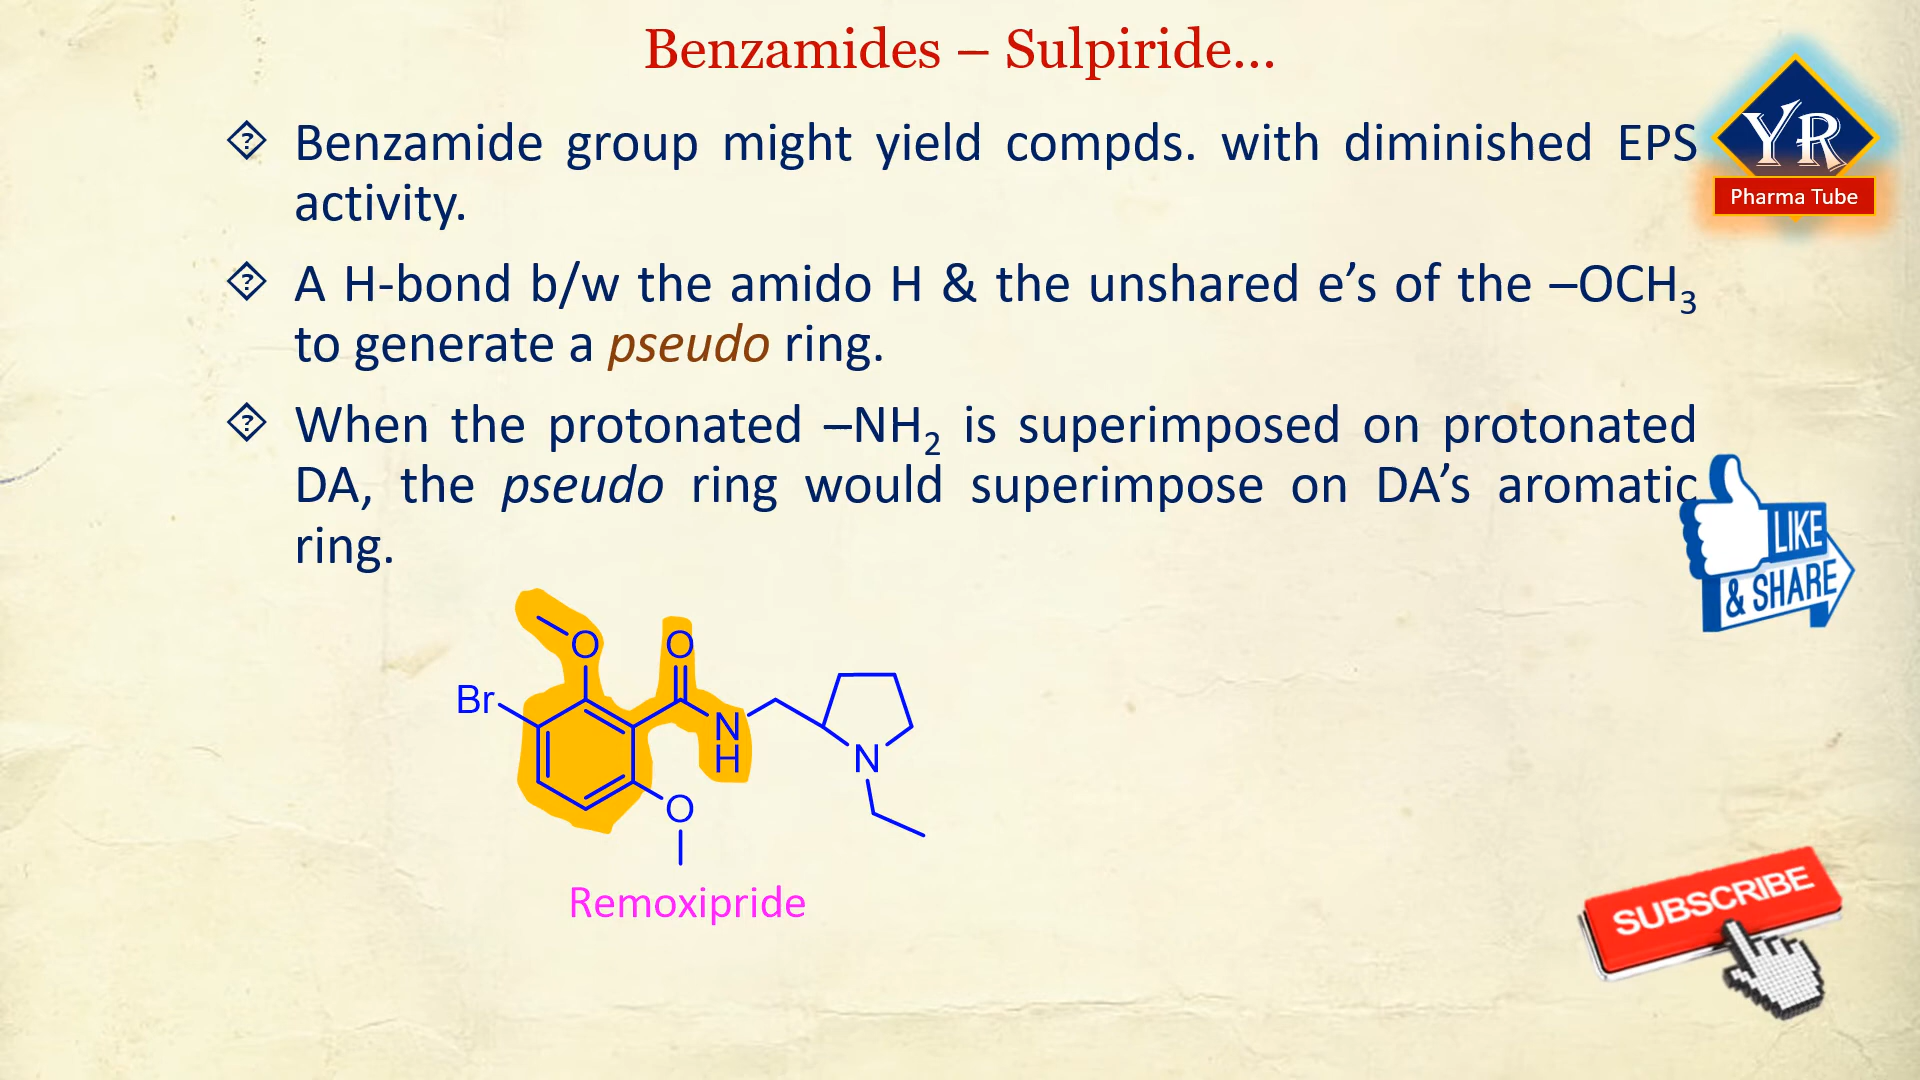 Benzamides – Sulpiride...
YR
Pharma Tube
Benzamide group might yield compds. with diminished EPS
activity.
A H-bond b/w the amido H & the unshared e’s of the –OCH₃
to generate a pseudo ring.
When the protonated –NH₂ is superimposed on protonated
DA, the pseudo ring would superimpose on DA’s aromatic
ring.
LIKE
& SHARE
O
O
Br
N
H
N
O
Remoxipride
SUBSCRIBE